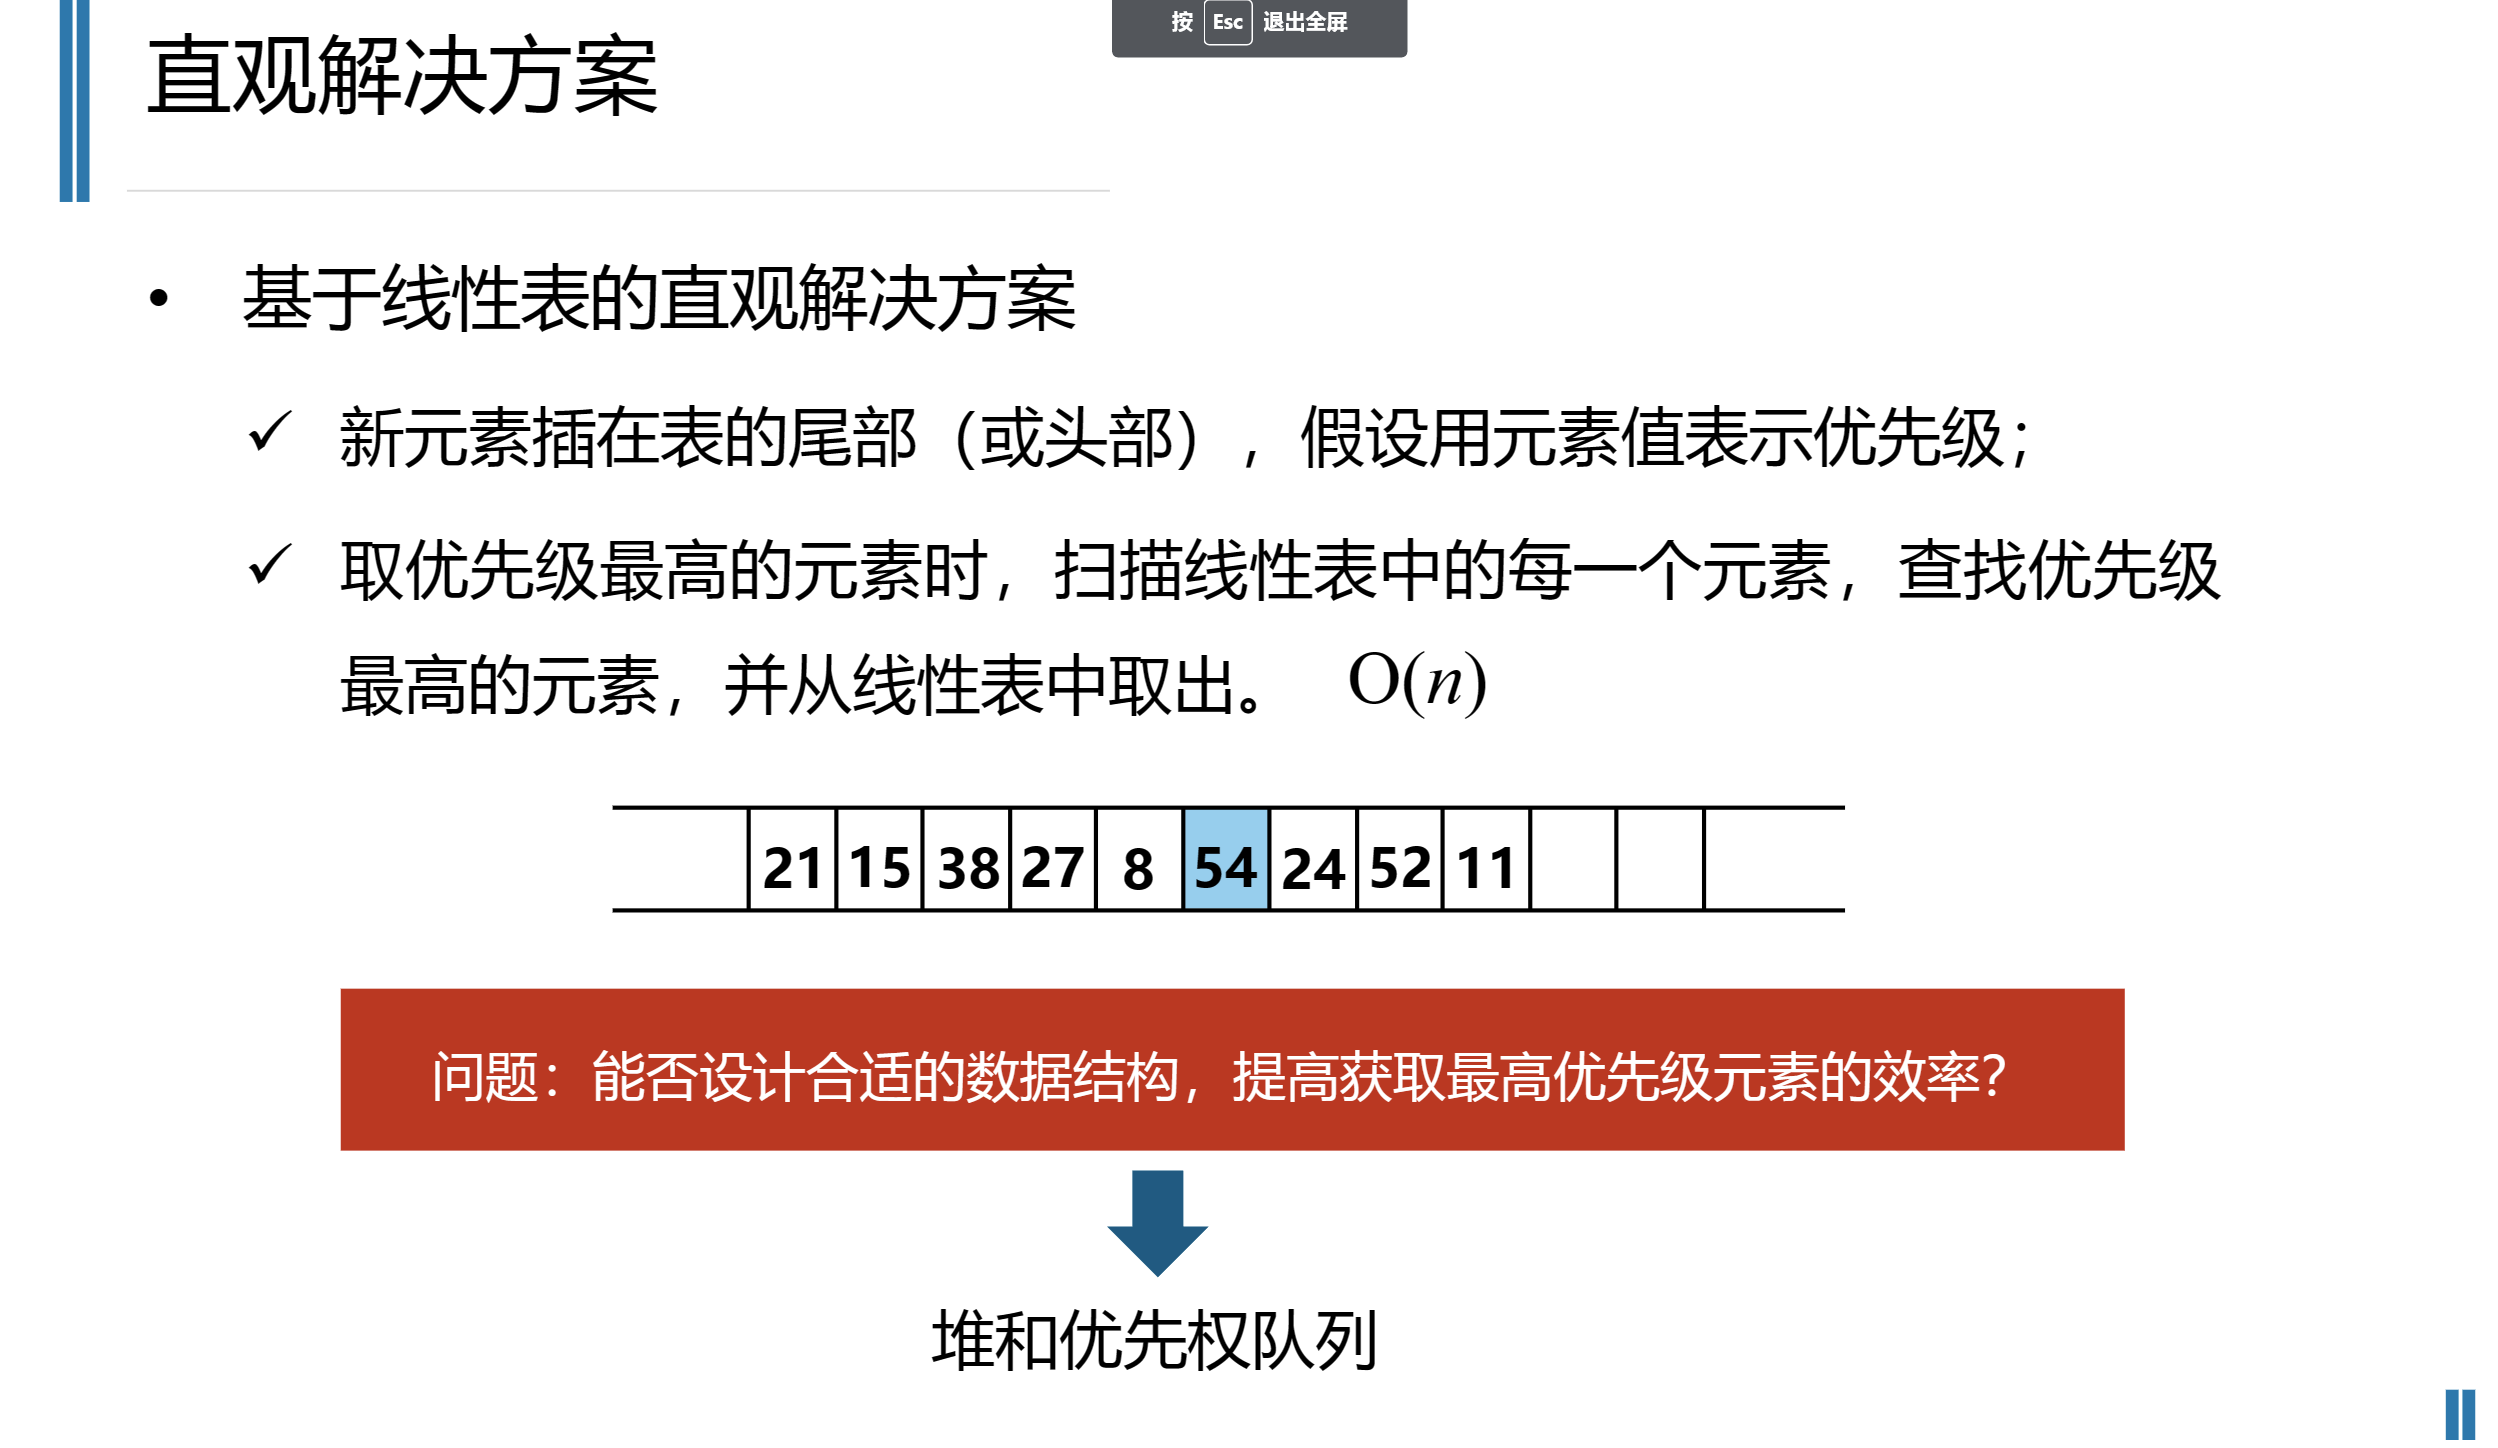 按 Esc 退出全屏
直观解决方案
• 基于线性表的直观解决方案
✓ 新元素插在表的尾部（或头部），假设用元素值表示优先级；
✓ 取优先级最高的元素时，扫描线性表中的每一个元素，查找优先级
最高的元素，并从线性表中取出。 O(n)
21 15 38 27 8 54 24 52 11
问题：能否设计合适的数据结构，提高获取最高优先级元素的效率？
堆和优先权队列